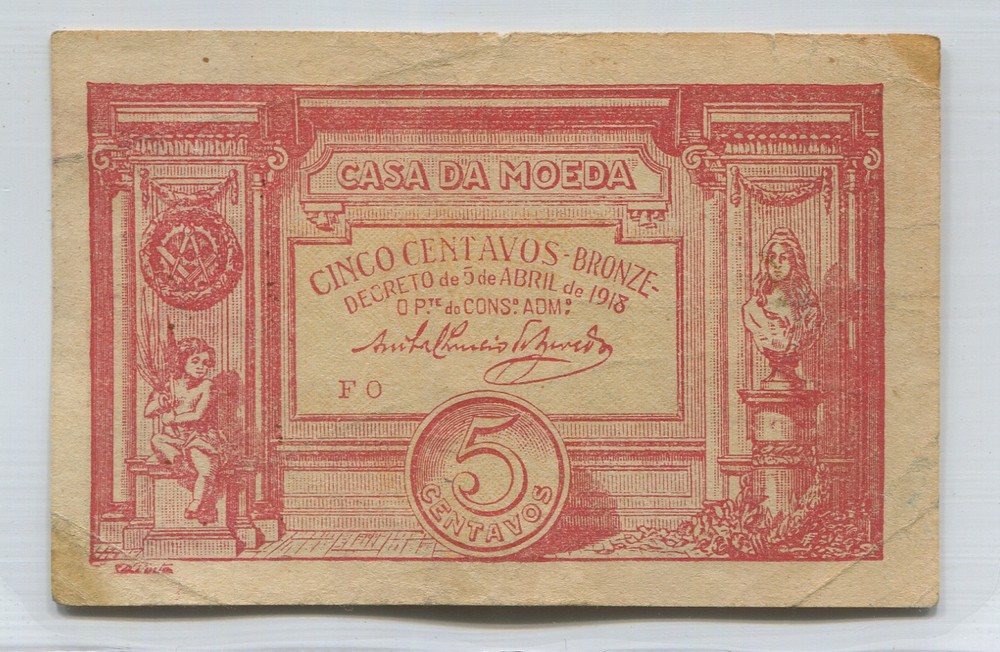 CASA DA MOEDA
CINCO CENTAVOS - BRONZE-
DECRETO de 5 de ABRIL de 1918
O P.TE do CONS.º ADM.º
F O
5
CENTAVOS